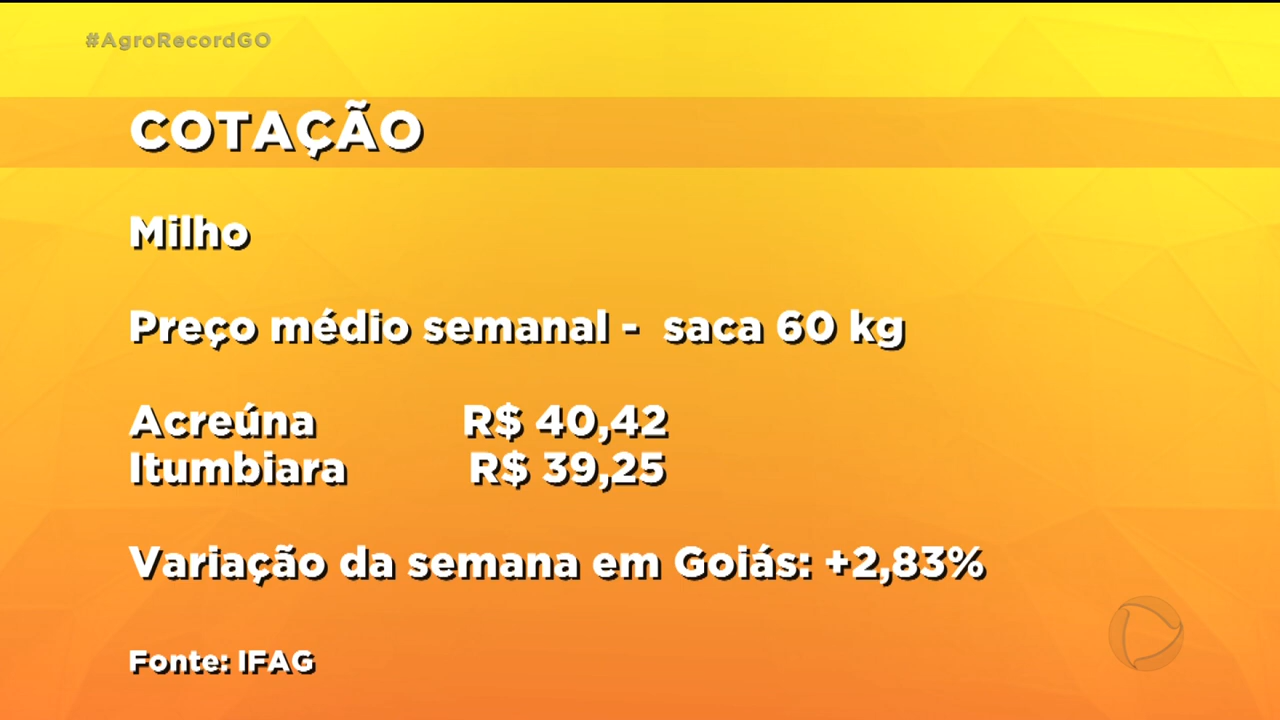 #AgroRecordGO
COTAÇÃO
Milho
Preço médio semanal - saca 60 kg
Acreúna R$ 40,42
Itumbiara R$ 39,25
Variação da semana em Goiás: +2,83%
Fonte: IFAG